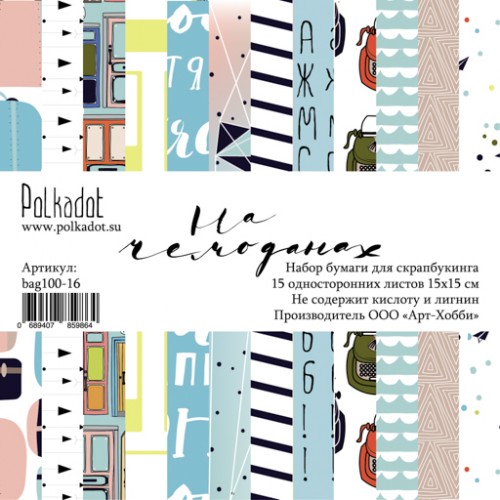 Polkadot
www.polkadot.su
На
чемоданах
Артикул:
bag100-16
0 689407 859864
Набор бумаги для скрапбукинга
15 односторонних листов 15х15 см
Не содержит кислоту и лигнин
Производитель ООО «Арт-Хобби»
А
Ж
М